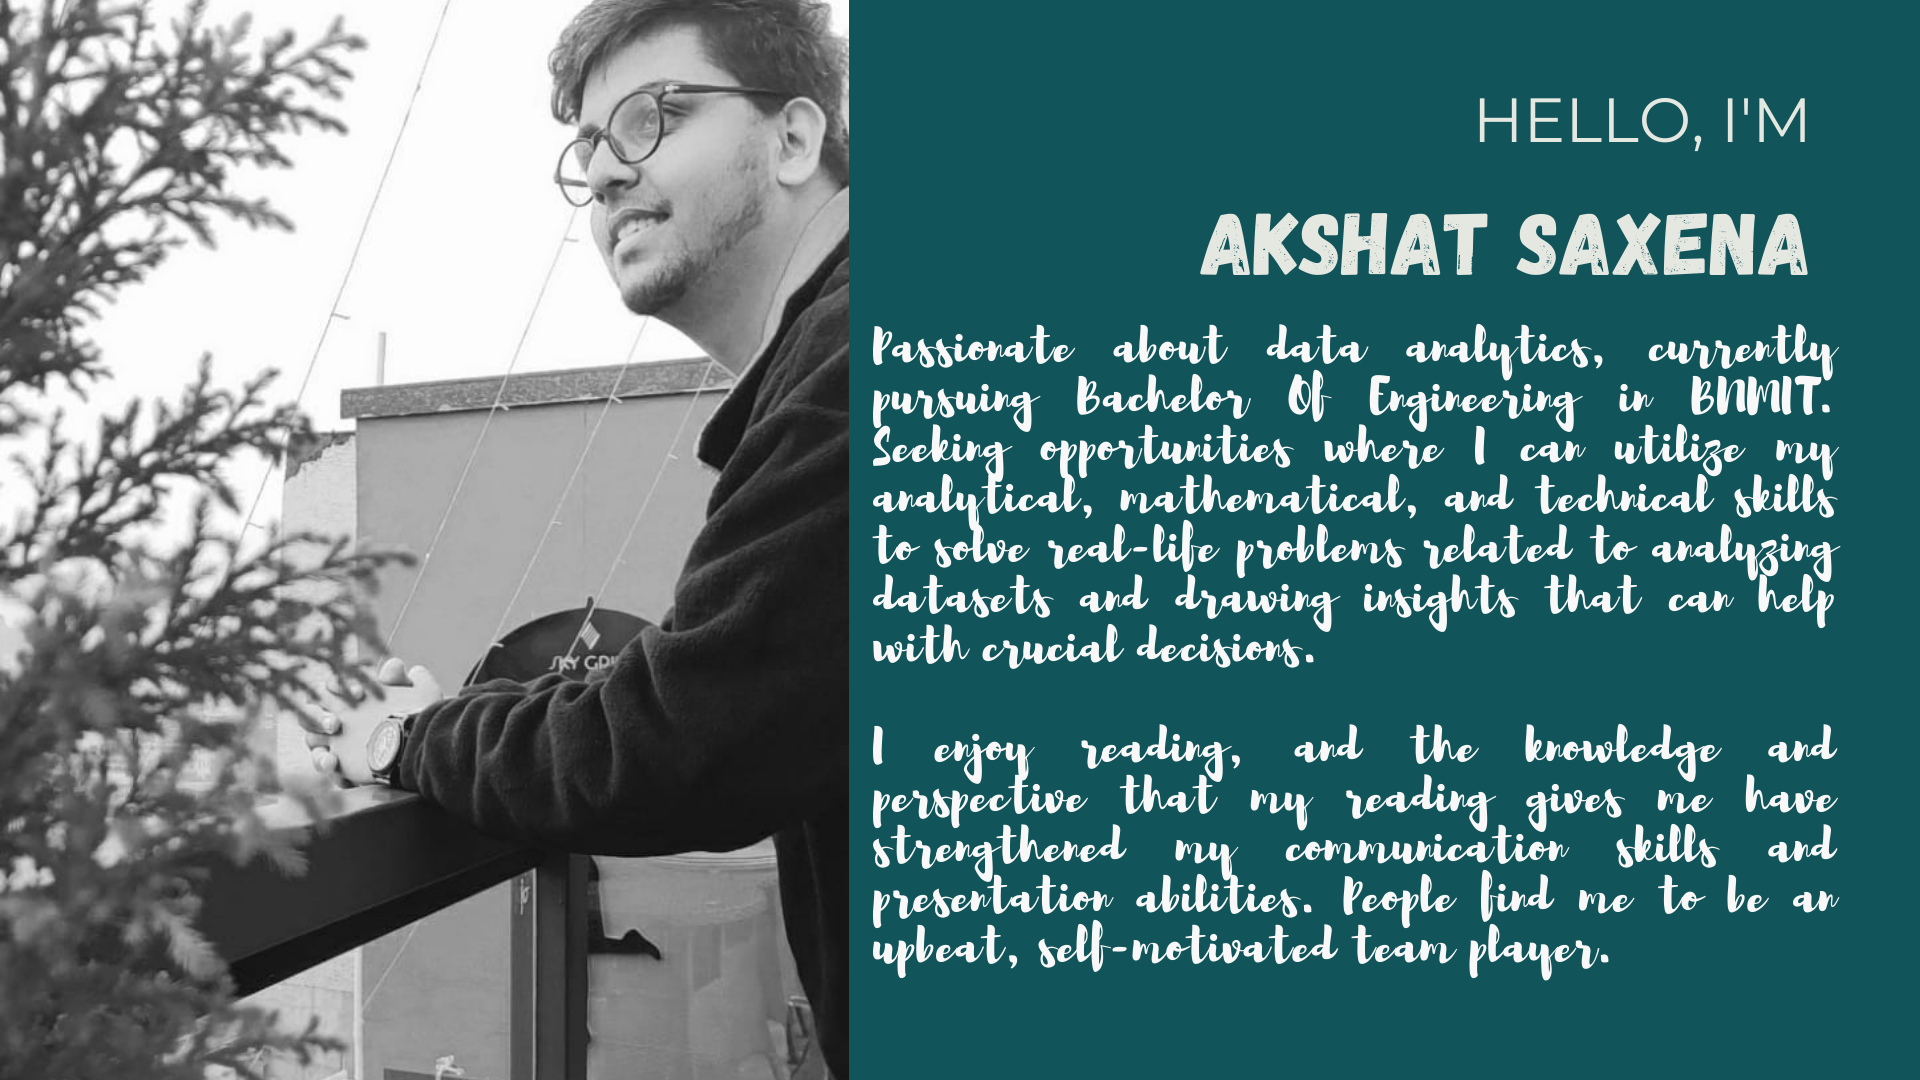 HELLO, I'M
AKSHAT SAXENA
Passionate about data analytics, currently
pursuing Bachelor Of Engineering in BNMIT.
Seeking opportunities where I can utilize my
analytical, mathematical, and technical skills
to solve real-life problems related to analyzing
datasets and drawing insights that can help
with crucial decisions.
I enjoy reading, and the knowledge and
perspective that my reading gives me have
strengthened my communication skills and
presentation abilities. People find me to be an
upbeat, self-motivated team player.
SKY